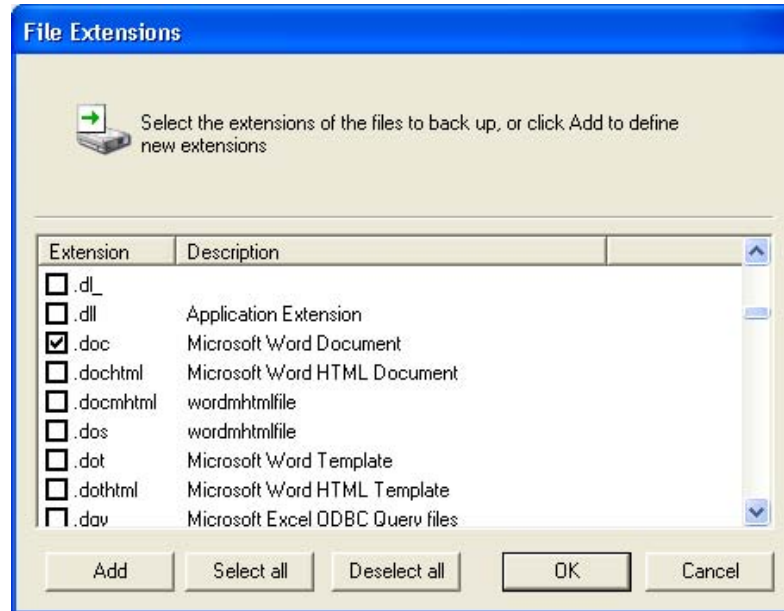 File Extensions
Select the extensions of the files to back up, or click Add to define
new extensions
Extension Description
.dl_
.dll Application Extension
.doc Microsoft Word Document
.dochtml Microsoft Word HTML Document
.docmhtml wordmhtmlfile
.dos wordmhtmlfile
.dot Microsoft Word Template
.dothtml Microsoft Word HTML Template
.dqy Microsoft Excel ODBC Query files
Add Select all Deselect all OK Cancel